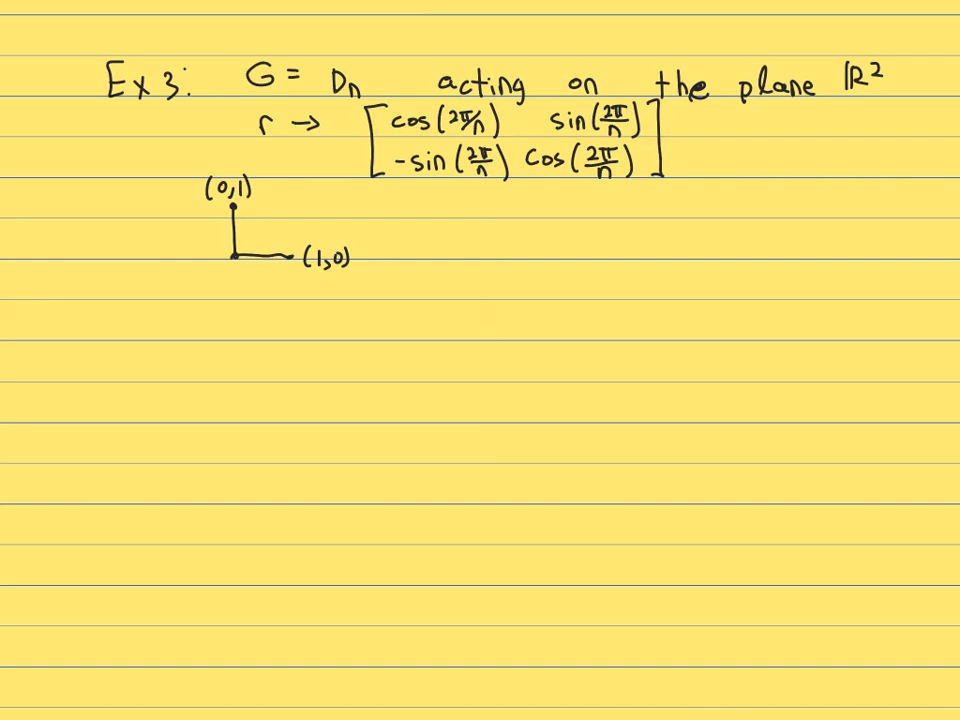 Ex 3: G = Dn acting on the plane ℝ²
r → [cos(2π/n) sin(2π/n)
-sin(2π/n) cos(2π/n)]
(0,1)
(1,0)